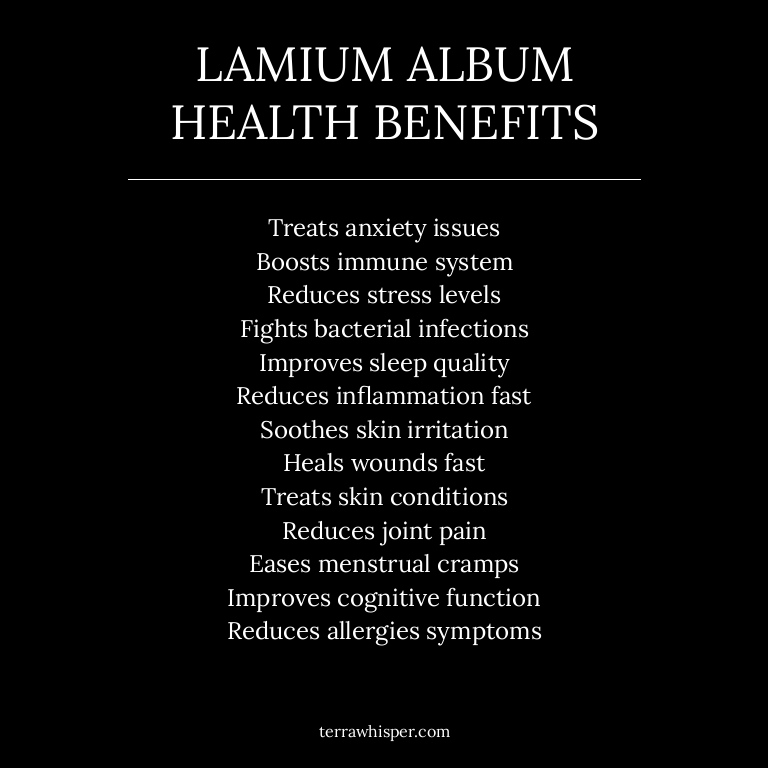 LAMIUM ALBUM
HEALTH BENEFITS
Treats anxiety issues
Boosts immune system
Reduces stress levels
Fights bacterial infections
Improves sleep quality
Reduces inflammation fast
Soothes skin irritation
Heals wounds fast
Treats skin conditions
Reduces joint pain
Eases menstrual cramps
Improves cognitive function
Reduces allergies symptoms
terrawhisper.com